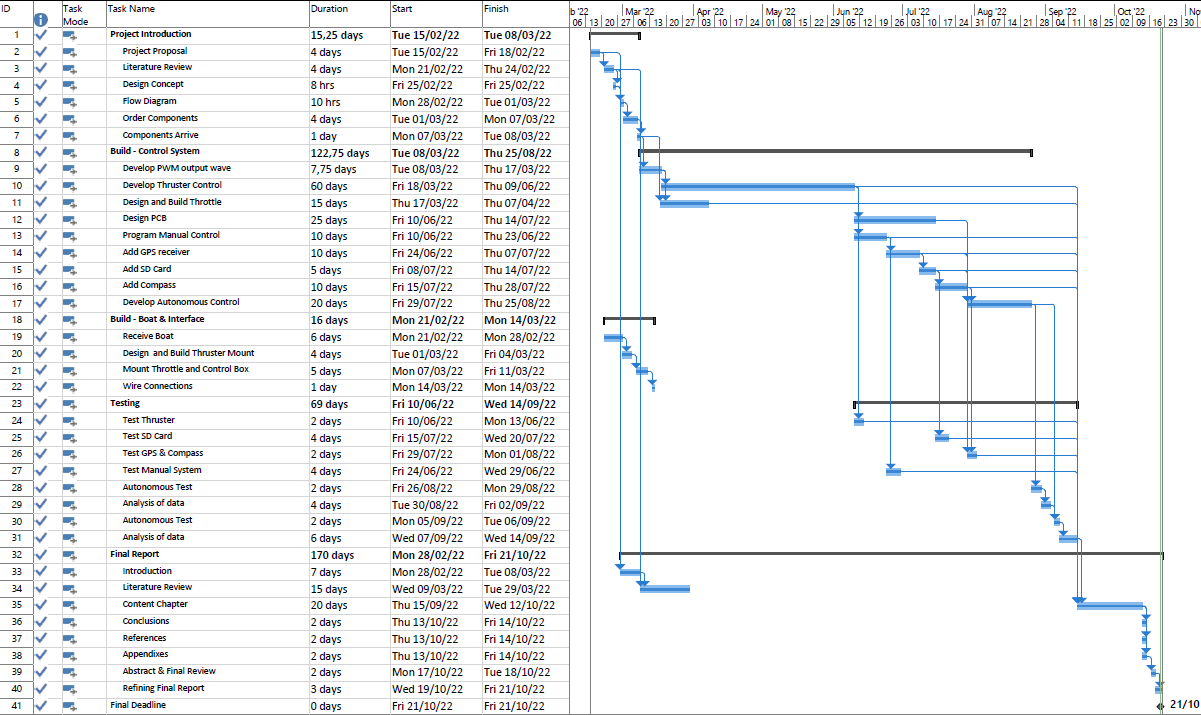 ID Task Mode Task Name Duration Start Finish b '22 Mar '22 Apr '22 May '22 Jun '22 Jul '22 Aug '22 Sep '22 Oct '22 No
06 13 20 27 06 13 20 27 03 10 17 24 01 08 15 22 29 05 12 19 26 03 10 17 24 31 07 14 21 28 04 11 18 25 02 09 16 23 30
1 Project Introduction 15,25 days Tue 15/02/22 Tue 08/03/22
2 Project Proposal 4 days Tue 15/02/22 Fri 18/02/22
3 Literature Review 4 days Mon 21/02/22 Thu 24/02/22
4 Design Concept 8 hrs Fri 25/02/22 Fri 25/02/22
5 Flow Diagram 10 hrs Mon 28/02/22 Tue 01/03/22
6 Order Components 4 days Tue 01/03/22 Mon 07/03/22
7 Components Arrive 1 day Mon 07/03/22 Tue 08/03/22
8 Build - Control System 122,75 days Tue 08/03/22 Thu 25/08/22
9 Develop PWM output wave 7,75 days Tue 08/03/22 Thu 17/03/22
10 Develop Thruster Control 60 days Fri 18/03/22 Thu 09/06/22
11 Design and Build Throttle 15 days Thu 17/03/22 Thu 07/04/22
12 Design PCB 25 days Fri 10/06/22 Thu 14/07/22
13 Program Manual Control 10 days Fri 10/06/22 Thu 23/06/22
14 Add GPS receiver 10 days Fri 24/06/22 Thu 07/07/22
15 Add SD Card 5 days Fri 08/07/22 Thu 14/07/22
16 Add Compass 10 days Fri 15/07/22 Thu 28/07/22
17 Develop Autonomous Control 20 days Fri 29/07/22 Thu 25/08/22
18 Build - Boat & Interface 16 days Mon 21/02/22 Mon 14/03/22
19 Receive Boat 6 days Mon 21/02/22 Mon 28/02/22
20 Design and Build Thruster Mount 4 days Tue 01/03/22 Fri 04/03/22
21 Mount Throttle and Control Box 5 days Mon 07/03/22 Fri 11/03/22
22 Wire Connections 1 day Mon 14/03/22 Mon 14/03/22
23 Testing 69 days Fri 10/06/22 Wed 14/09/22
24 Test Thruster 2 days Fri 10/06/22 Mon 13/06/22
25 Test SD Card 4 days Fri 15/07/22 Wed 20/07/22
26 Test GPS & Compass 2 days Fri 29/07/22 Mon 01/08/22
27 Test Manual System 4 days Fri 24/06/22 Wed 29/06/22
28 Autonomous Test 2 days Fri 26/08/22 Mon 29/08/22
29 Analysis of data 4 days Tue 30/08/22 Fri 02/09/22
30 Autonomous Test 2 days Mon 05/09/22 Tue 06/09/22
31 Analysis of data 6 days Wed 07/09/22 Wed 14/09/22
32 Final Report 170 days Mon 28/02/22 Fri 21/10/22
33 Introduction 7 days Mon 28/02/22 Tue 08/03/22
34 Literature Review 15 days Wed 09/03/22 Tue 29/03/22
35 Content Chapter 20 days Thu 15/09/22 Wed 12/10/22
36 Conclusions 2 days Thu 13/10/22 Fri 14/10/22
37 References 2 days Thu 13/10/22 Fri 14/10/22
38 Appendixes 2 days Thu 13/10/22 Fri 14/10/22
39 Abstract & Final Review 2 days Mon 17/10/22 Tue 18/10/22
40 Refining Final Report 3 days Wed 19/10/22 Fri 21/10/22
41 Final Deadline 0 days Fri 21/10/22 Fri 21/10/22 21/10